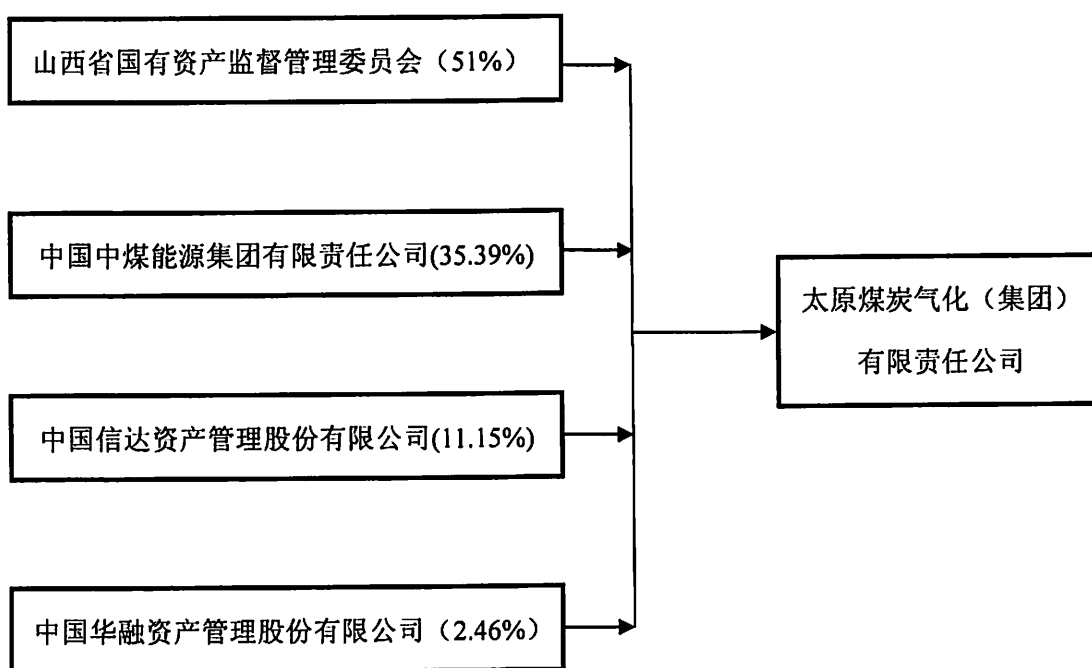 山西省国有资产监督管理委员会（51%）
中国中煤能源集团有限责任公司(35.39%)
中国信达资产管理股份有限公司(11.15%)
中国华融资产管理股份有限公司（2.46%）
太原煤炭气化（集团）
有限责任公司